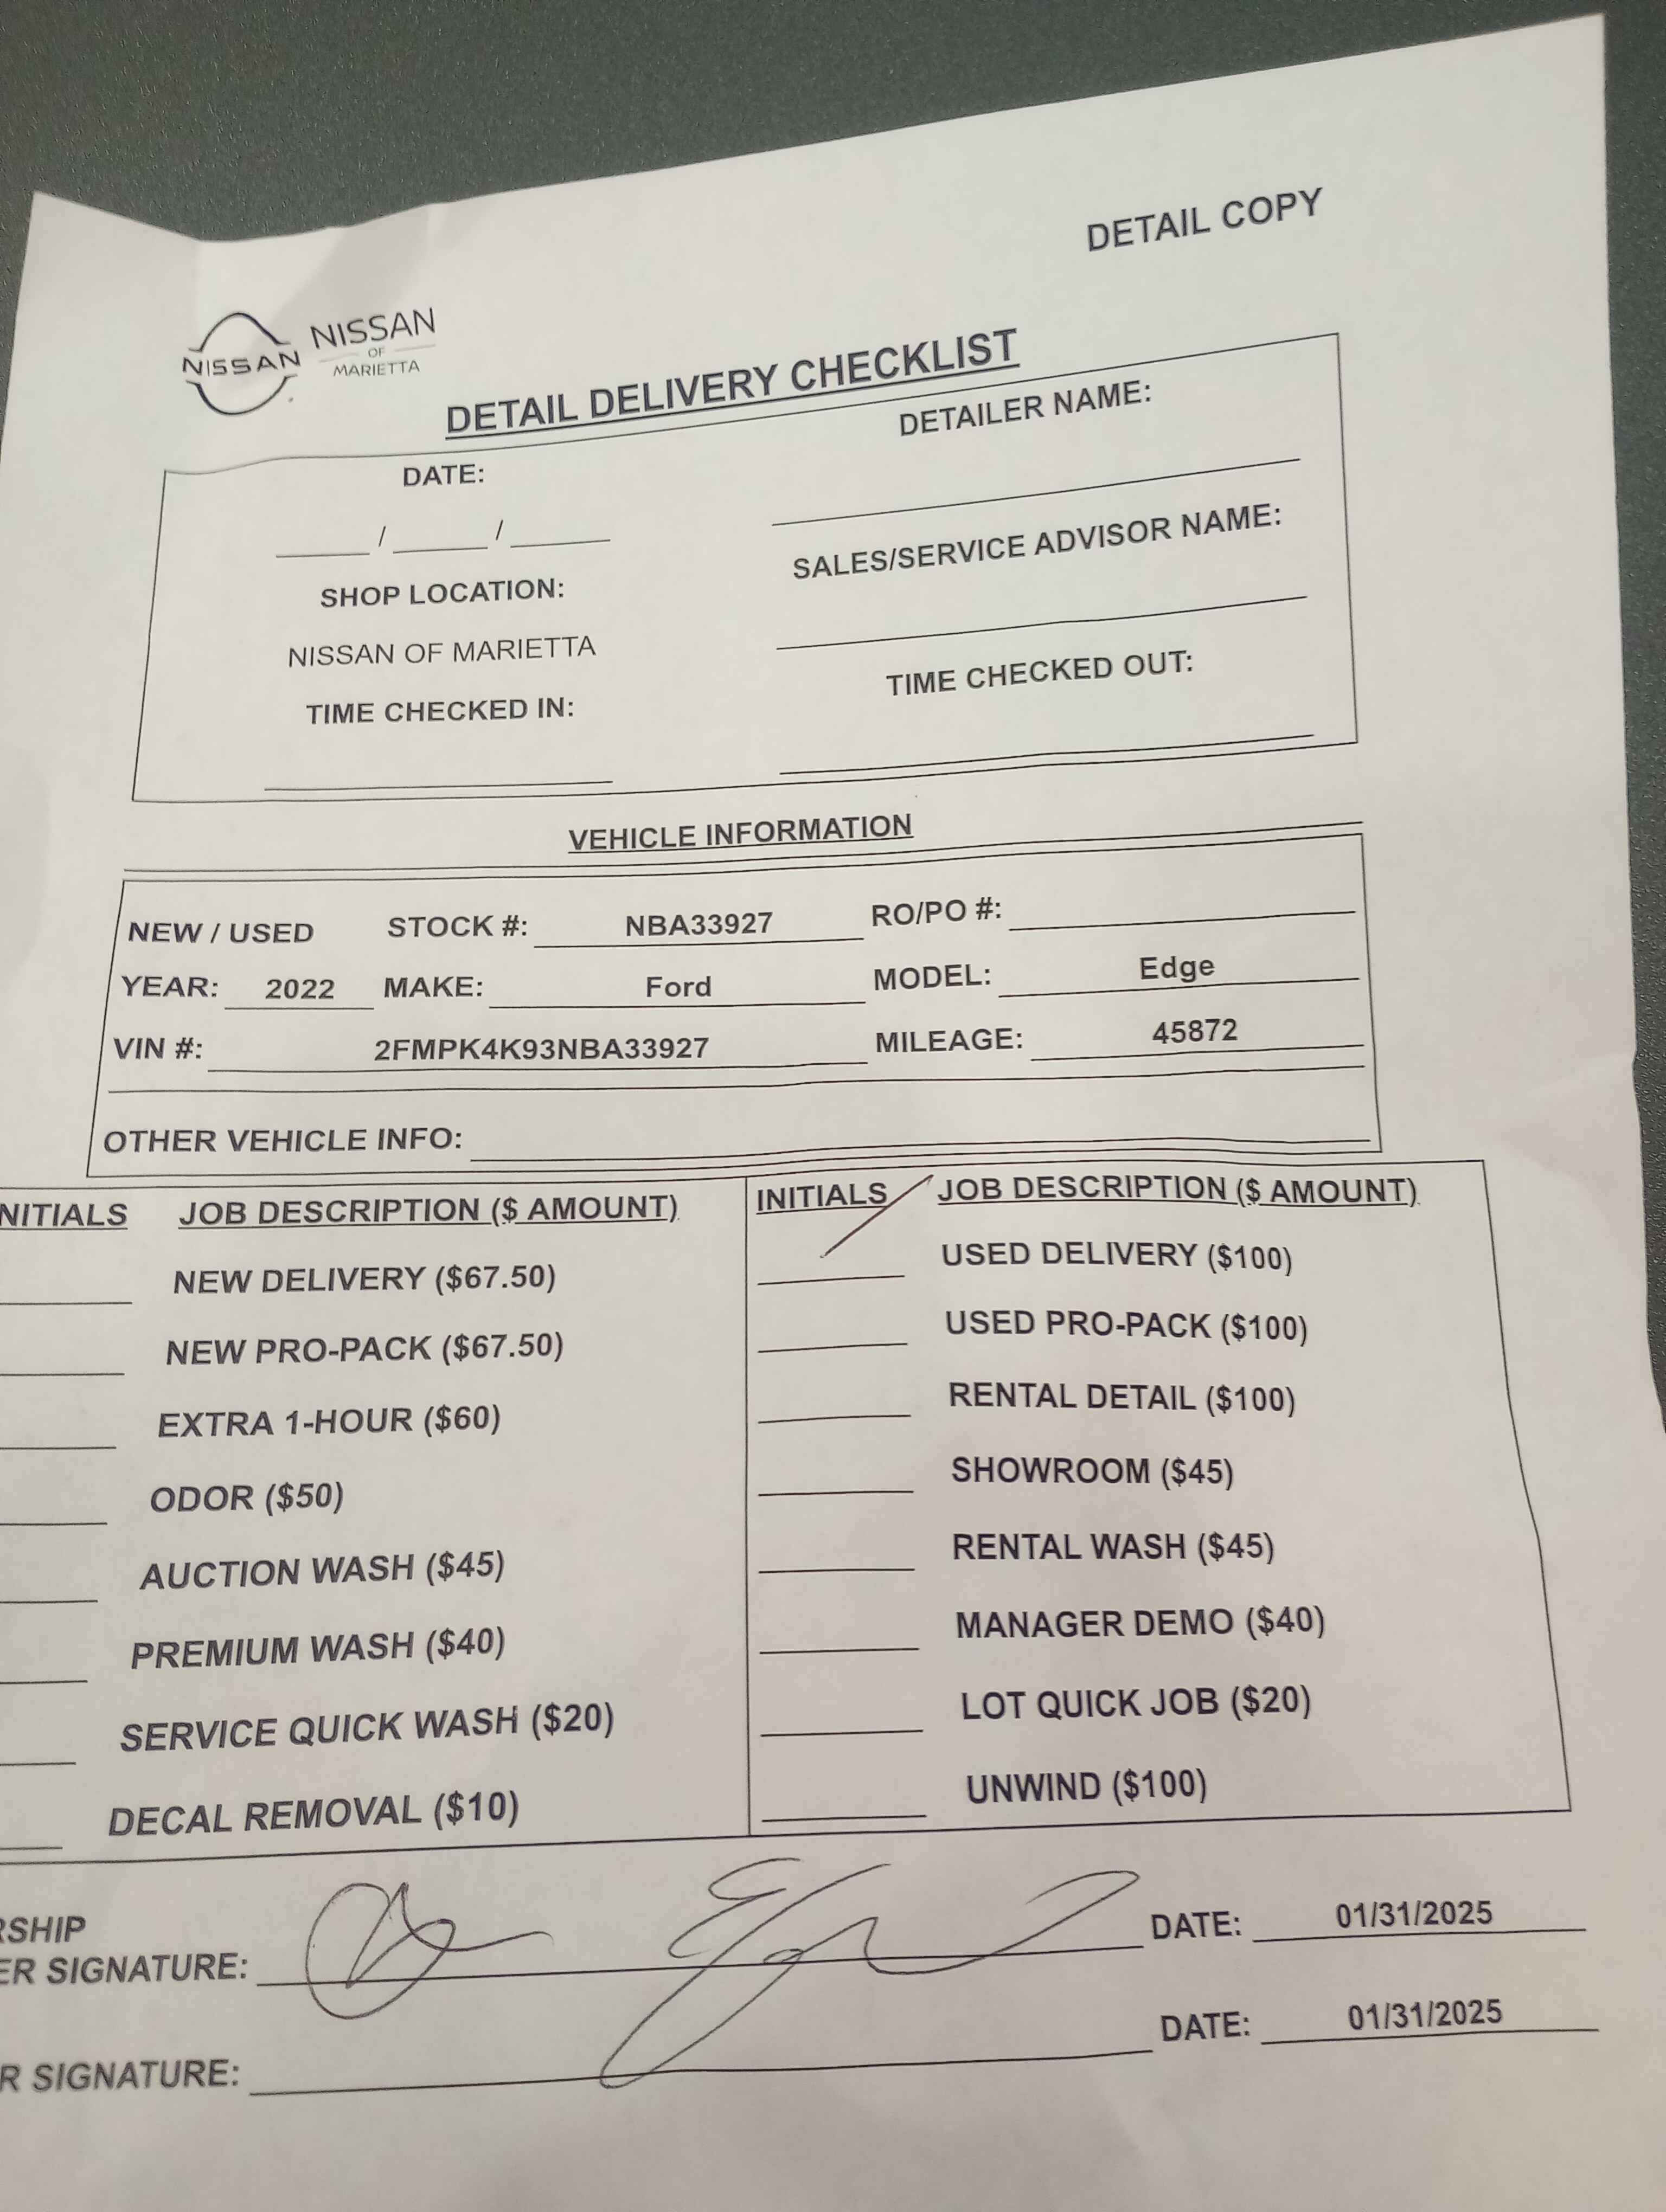 DETAIL COPY
NISSAN
NISSAN
OF
MARIETTA
DETAIL DELIVERY CHECKLIST
DATE:
DETAILER NAME:
/ /
SHOP LOCATION:
SALES/SERVICE ADVISOR NAME:
NISSAN OF MARIETTA
TIME CHECKED IN:
TIME CHECKED OUT:
VEHICLE INFORMATION
NEW / USED STOCK #: NBA33927 RO/PO #:
YEAR: 2022 MAKE: Ford MODEL: Edge
VIN #: 2FMPK4K93NBA33927 MILEAGE: 45872
OTHER VEHICLE INFO:
NITIALS JOB DESCRIPTION ($ AMOUNT) INITIALS JOB DESCRIPTION ($ AMOUNT)
NEW DELIVERY ($67.50) USED DELIVERY ($100)
NEW PRO-PACK ($67.50) USED PRO-PACK ($100)
EXTRA 1-HOUR ($60) RENTAL DETAIL ($100)
ODOR ($50) SHOWROOM ($45)
AUCTION WASH ($45) RENTAL WASH ($45)
PREMIUM WASH ($40) MANAGER DEMO ($40)
SERVICE QUICK WASH ($20) LOT QUICK JOB ($20)
DECAL REMOVAL ($10) UNWIND ($100)
RSHIP
ER SIGNATURE: DATE: 01/31/2025
R SIGNATURE: DATE: 01/31/2025